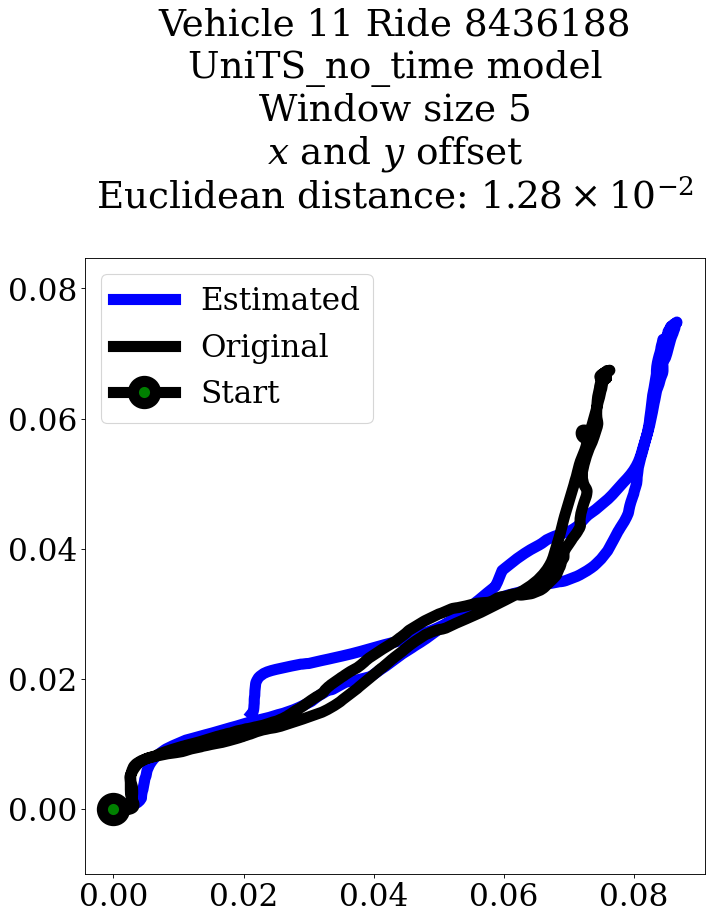 Vehicle 11 Ride 8436188
UniTS_no_time model
Window size 5
x and y offset
Euclidean distance: 1.28 × 10⁻²
Estimated
Original
Start
0.08
0.06
0.04
0.02
0.00
0.00 0.02 0.04 0.06 0.08